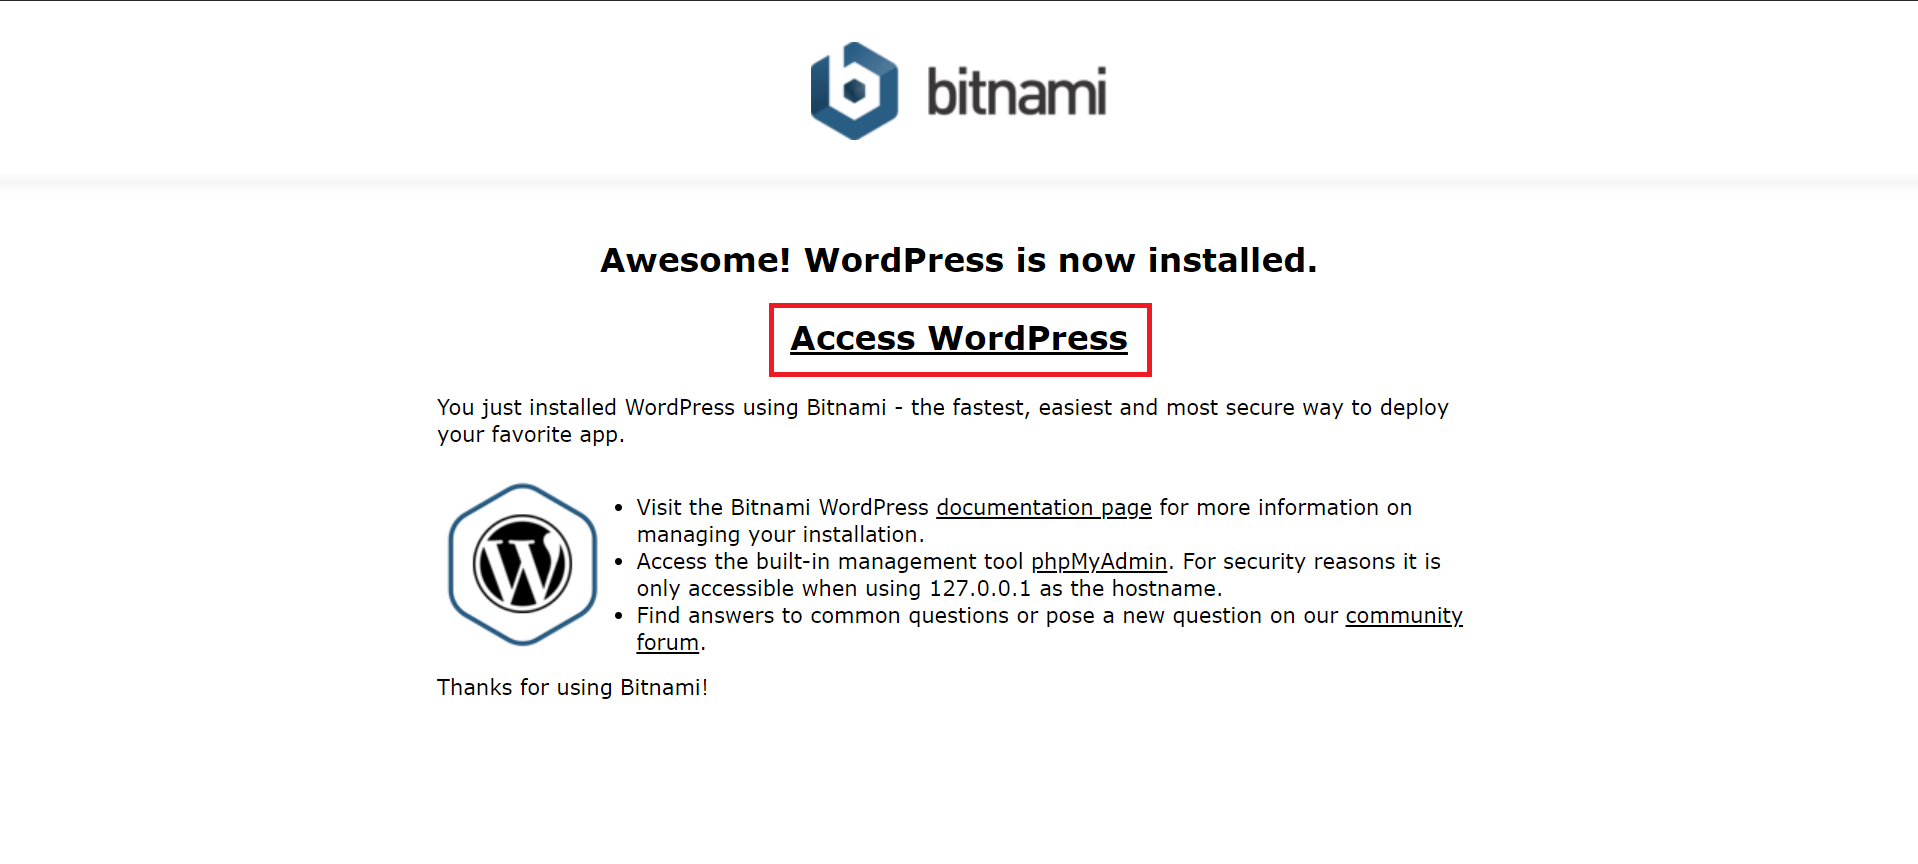 bitnami
Awesome! WordPress is now installed.
Access WordPress
You just installed WordPress using Bitnami - the fastest, easiest and most secure way to deploy
your favorite app.
• Visit the Bitnami WordPress documentation page for more information on
managing your installation.
• Access the built-in management tool phpMyAdmin. For security reasons it is
only accessible when using 127.0.0.1 as the hostname.
• Find answers to common questions or pose a new question on our community
forum.
Thanks for using Bitnami!